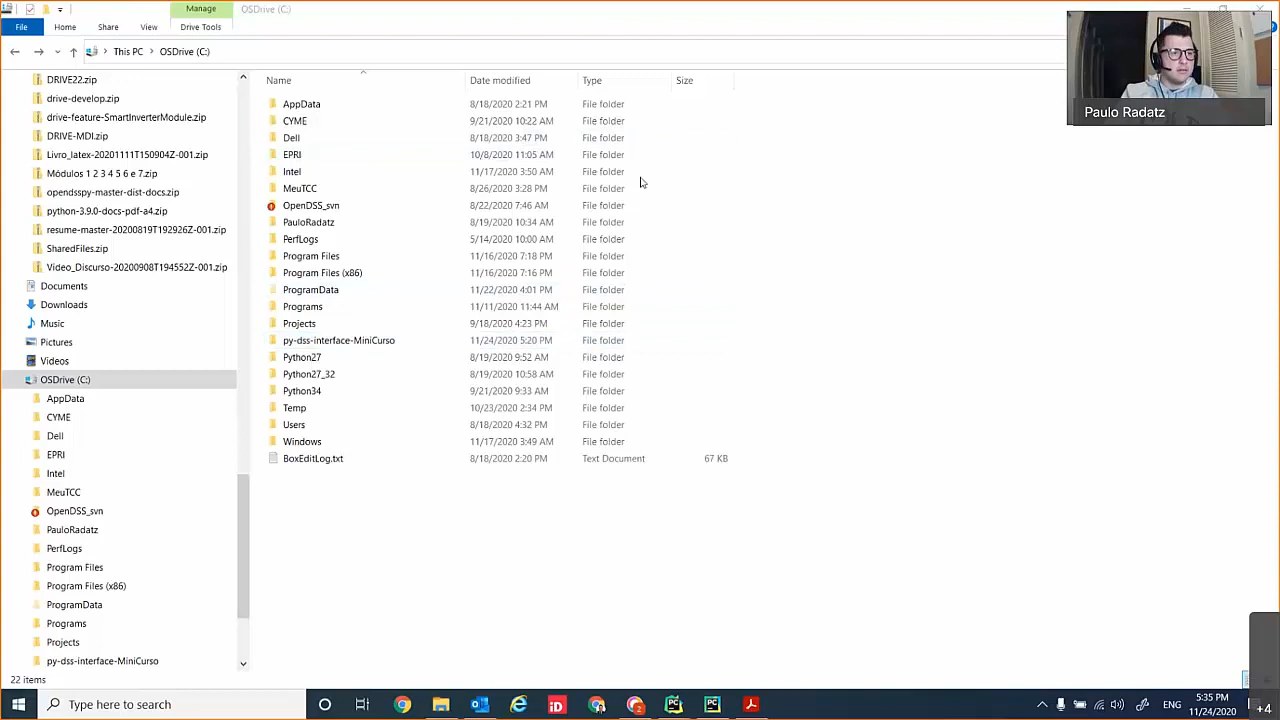 Manage
OSDrive (C:)
File
Home
Share
View
Drive Tools
This PC > OSDrive (C:)
DRIVE22.zip
drive-develop.zip
drive-feature-SmartInverterModule.zip
DRIVE-MDI.zip
Livro_latex-20201111T150904Z-001.zip
Módulos 1 2 3 4 5 6 e 7.zip
opendsspy-master-dist-docs.zip
python-3.9.0-docs-pdf-a4.zip
resume-master-20200819T192926Z-001.zip
SharedFiles.zip
Video_Discurso-20200908T194552Z-001.zip
Documents
Downloads
Music
Pictures
Videos
OSDrive (C:)
AppData
CYME
Dell
EPRI
Intel
MeuTCC
OpenDSS_svn
PauloRadatz
PerfLogs
Program Files
Program Files (x86)
ProgramData
Programs
Projects
py-dss-interface-MiniCurso
Name Date modified Type Size
AppData 8/18/2020 2:21 PM File folder
CYME 9/21/2020 10:22 AM File folder
Dell 8/18/2020 3:47 PM File folder
EPRI 10/8/2020 11:05 AM File folder
Intel 11/17/2020 3:50 AM File folder
MeuTCC 8/26/2020 3:28 PM File folder
OpenDSS_svn 8/22/2020 7:46 AM File folder
PauloRadatz 8/19/2020 10:34 AM File folder
PerfLogs 5/14/2020 10:00 AM File folder
Program Files 11/16/2020 7:18 PM File folder
Program Files (x86) 11/16/2020 7:16 PM File folder
ProgramData 11/22/2020 4:01 PM File folder
Programs 11/11/2020 11:44 AM File folder
Projects 9/18/2020 4:23 PM File folder
py-dss-interface-MiniCurso 11/24/2020 5:20 PM File folder
Python27 8/19/2020 9:52 AM File folder
Python27_32 8/19/2020 10:58 AM File folder
Python34 9/21/2020 9:33 AM File folder
Temp 10/23/2020 2:34 PM File folder
Users 8/18/2020 4:32 PM File folder
Windows 11/17/2020 3:49 AM File folder
BoxEditLog.txt 8/18/2020 2:20 PM Text Document 67 KB
Paulo Radatz
22 items
Type here to search
iD
2
PC
PC
ENG
5:35 PM
11/24/2020
+4